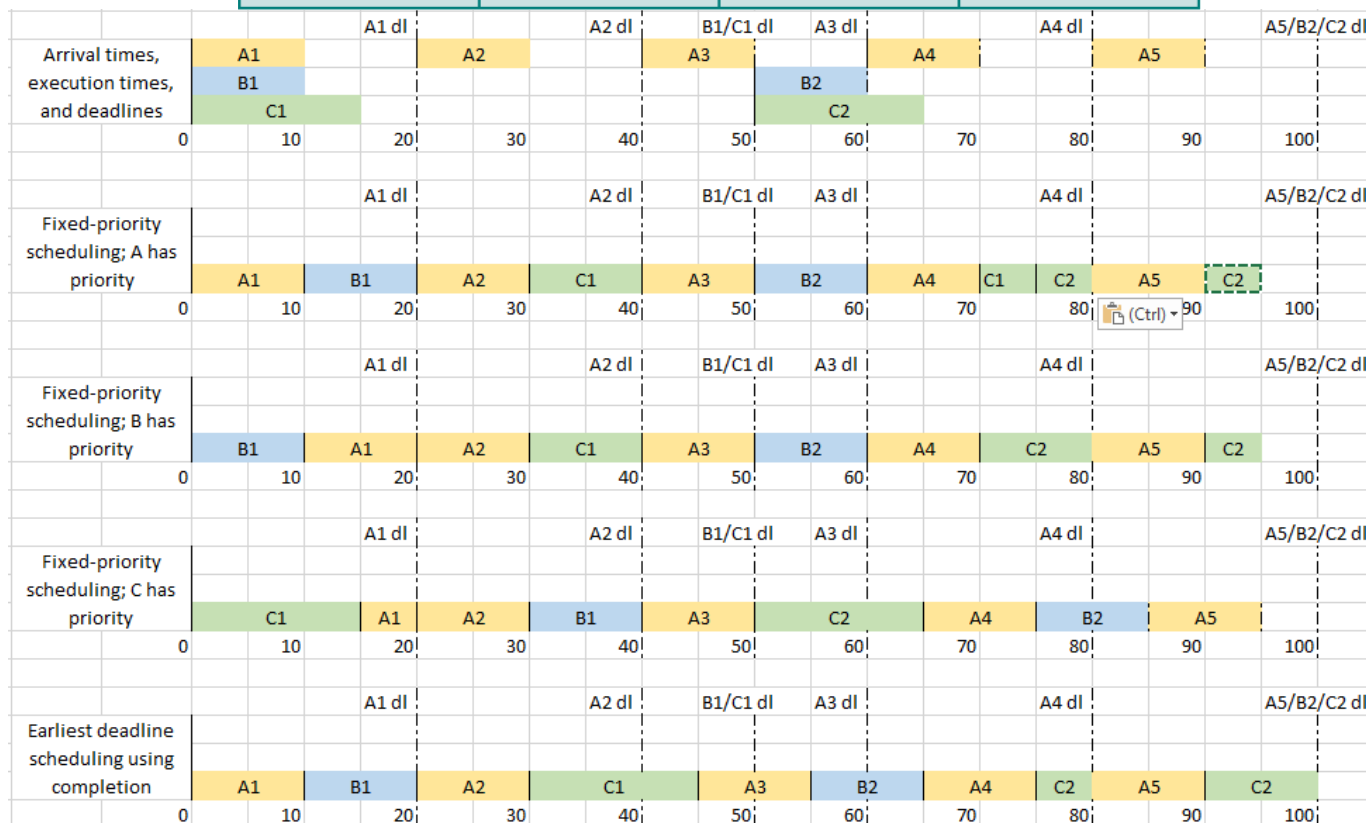 A1 dl A2 dl B1/C1 dl A3 dl A4 dl A5/B2/C2 dl
Arrival times,
execution times,
and deadlines
A1 A2 A3 A4 A5
B1 B2
C1 C2
0 10 20 30 40 50 60 70 80 90 100
A1 dl A2 dl B1/C1 dl A3 dl A4 dl A5/B2/C2 dl
Fixed-priority
scheduling; A has
priority
A1 B1 A2 C1 A3 B2 A4 C1 C2 A5 C2
0 10 20 30 40 50 60 70 80 90 100
(Ctrl)
A1 dl A2 dl B1/C1 dl A3 dl A4 dl A5/B2/C2 dl
Fixed-priority
scheduling; B has
priority
B1 A1 A2 C1 A3 B2 A4 C2 A5 C2
0 10 20 30 40 50 60 70 80 90 100
A1 dl A2 dl B1/C1 dl A3 dl A4 dl A5/B2/C2 dl
Fixed-priority
scheduling; C has
priority
C1 A1 A2 B1 A3 C2 A4 B2 A5
0 10 20 30 40 50 60 70 80 90 100
A1 dl A2 dl B1/C1 dl A3 dl A4 dl A5/B2/C2 dl
Earliest deadline
scheduling using
completion
A1 B1 A2 C1 A3 B2 A4 C2 A5 C2
0 10 20 30 40 50 60 70 80 90 100